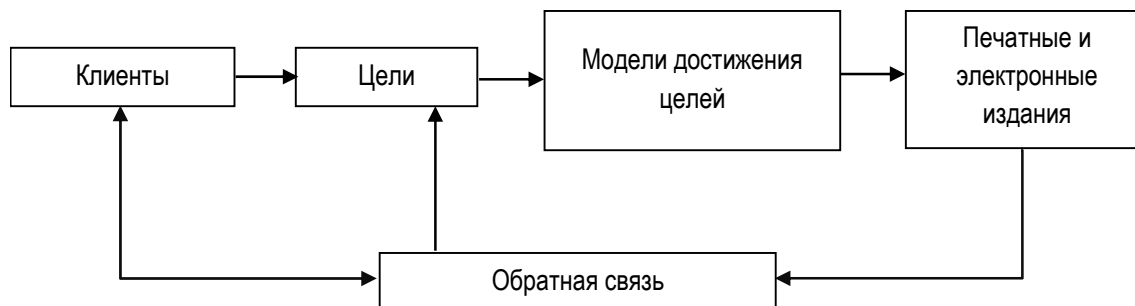 Клиенты
Цели
Модели достижения
целей
Печатные и
электронные
издания
Обратная связь